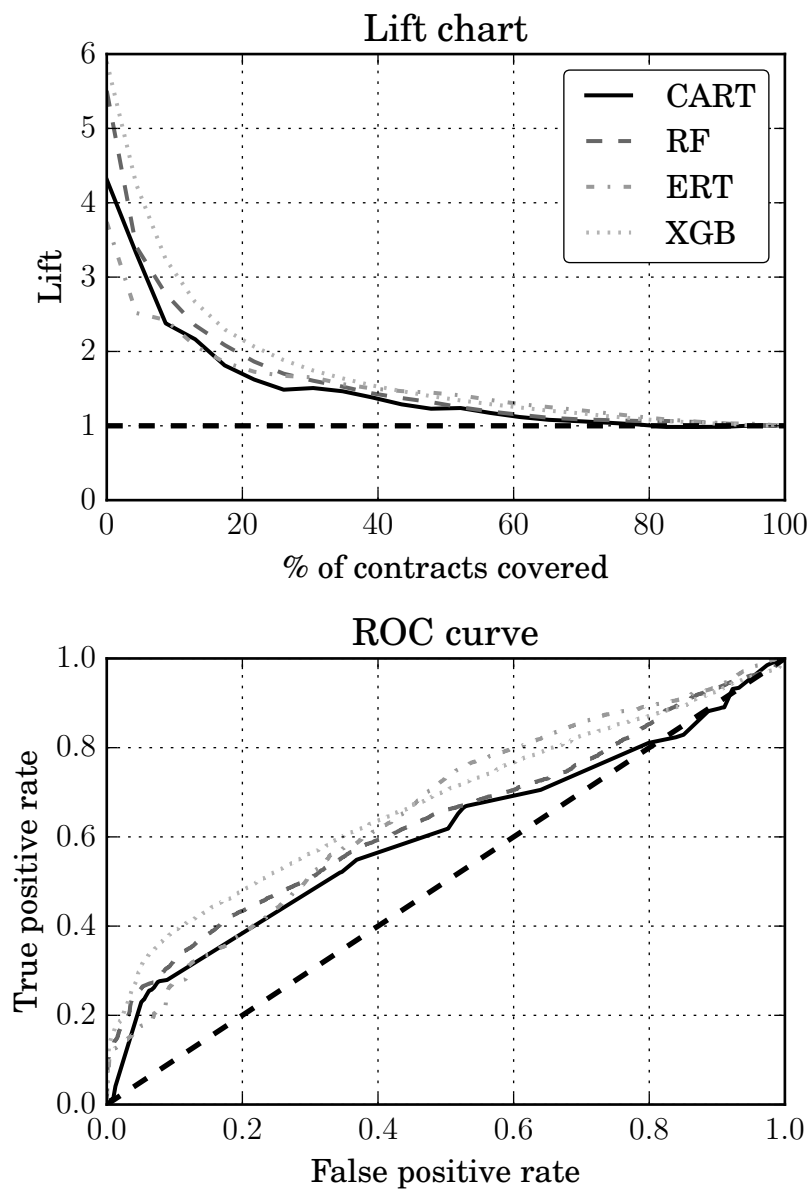 Lift chart
6
5
4
3
2
1
0
Lift
CART
RF
ERT
XGB
0 20 40 60 80 100
% of contracts covered
ROC curve
1.0
0.8
0.6
0.4
0.2
0.0
True positive rate
0.0 0.2 0.4 0.6 0.8 1.0
False positive rate